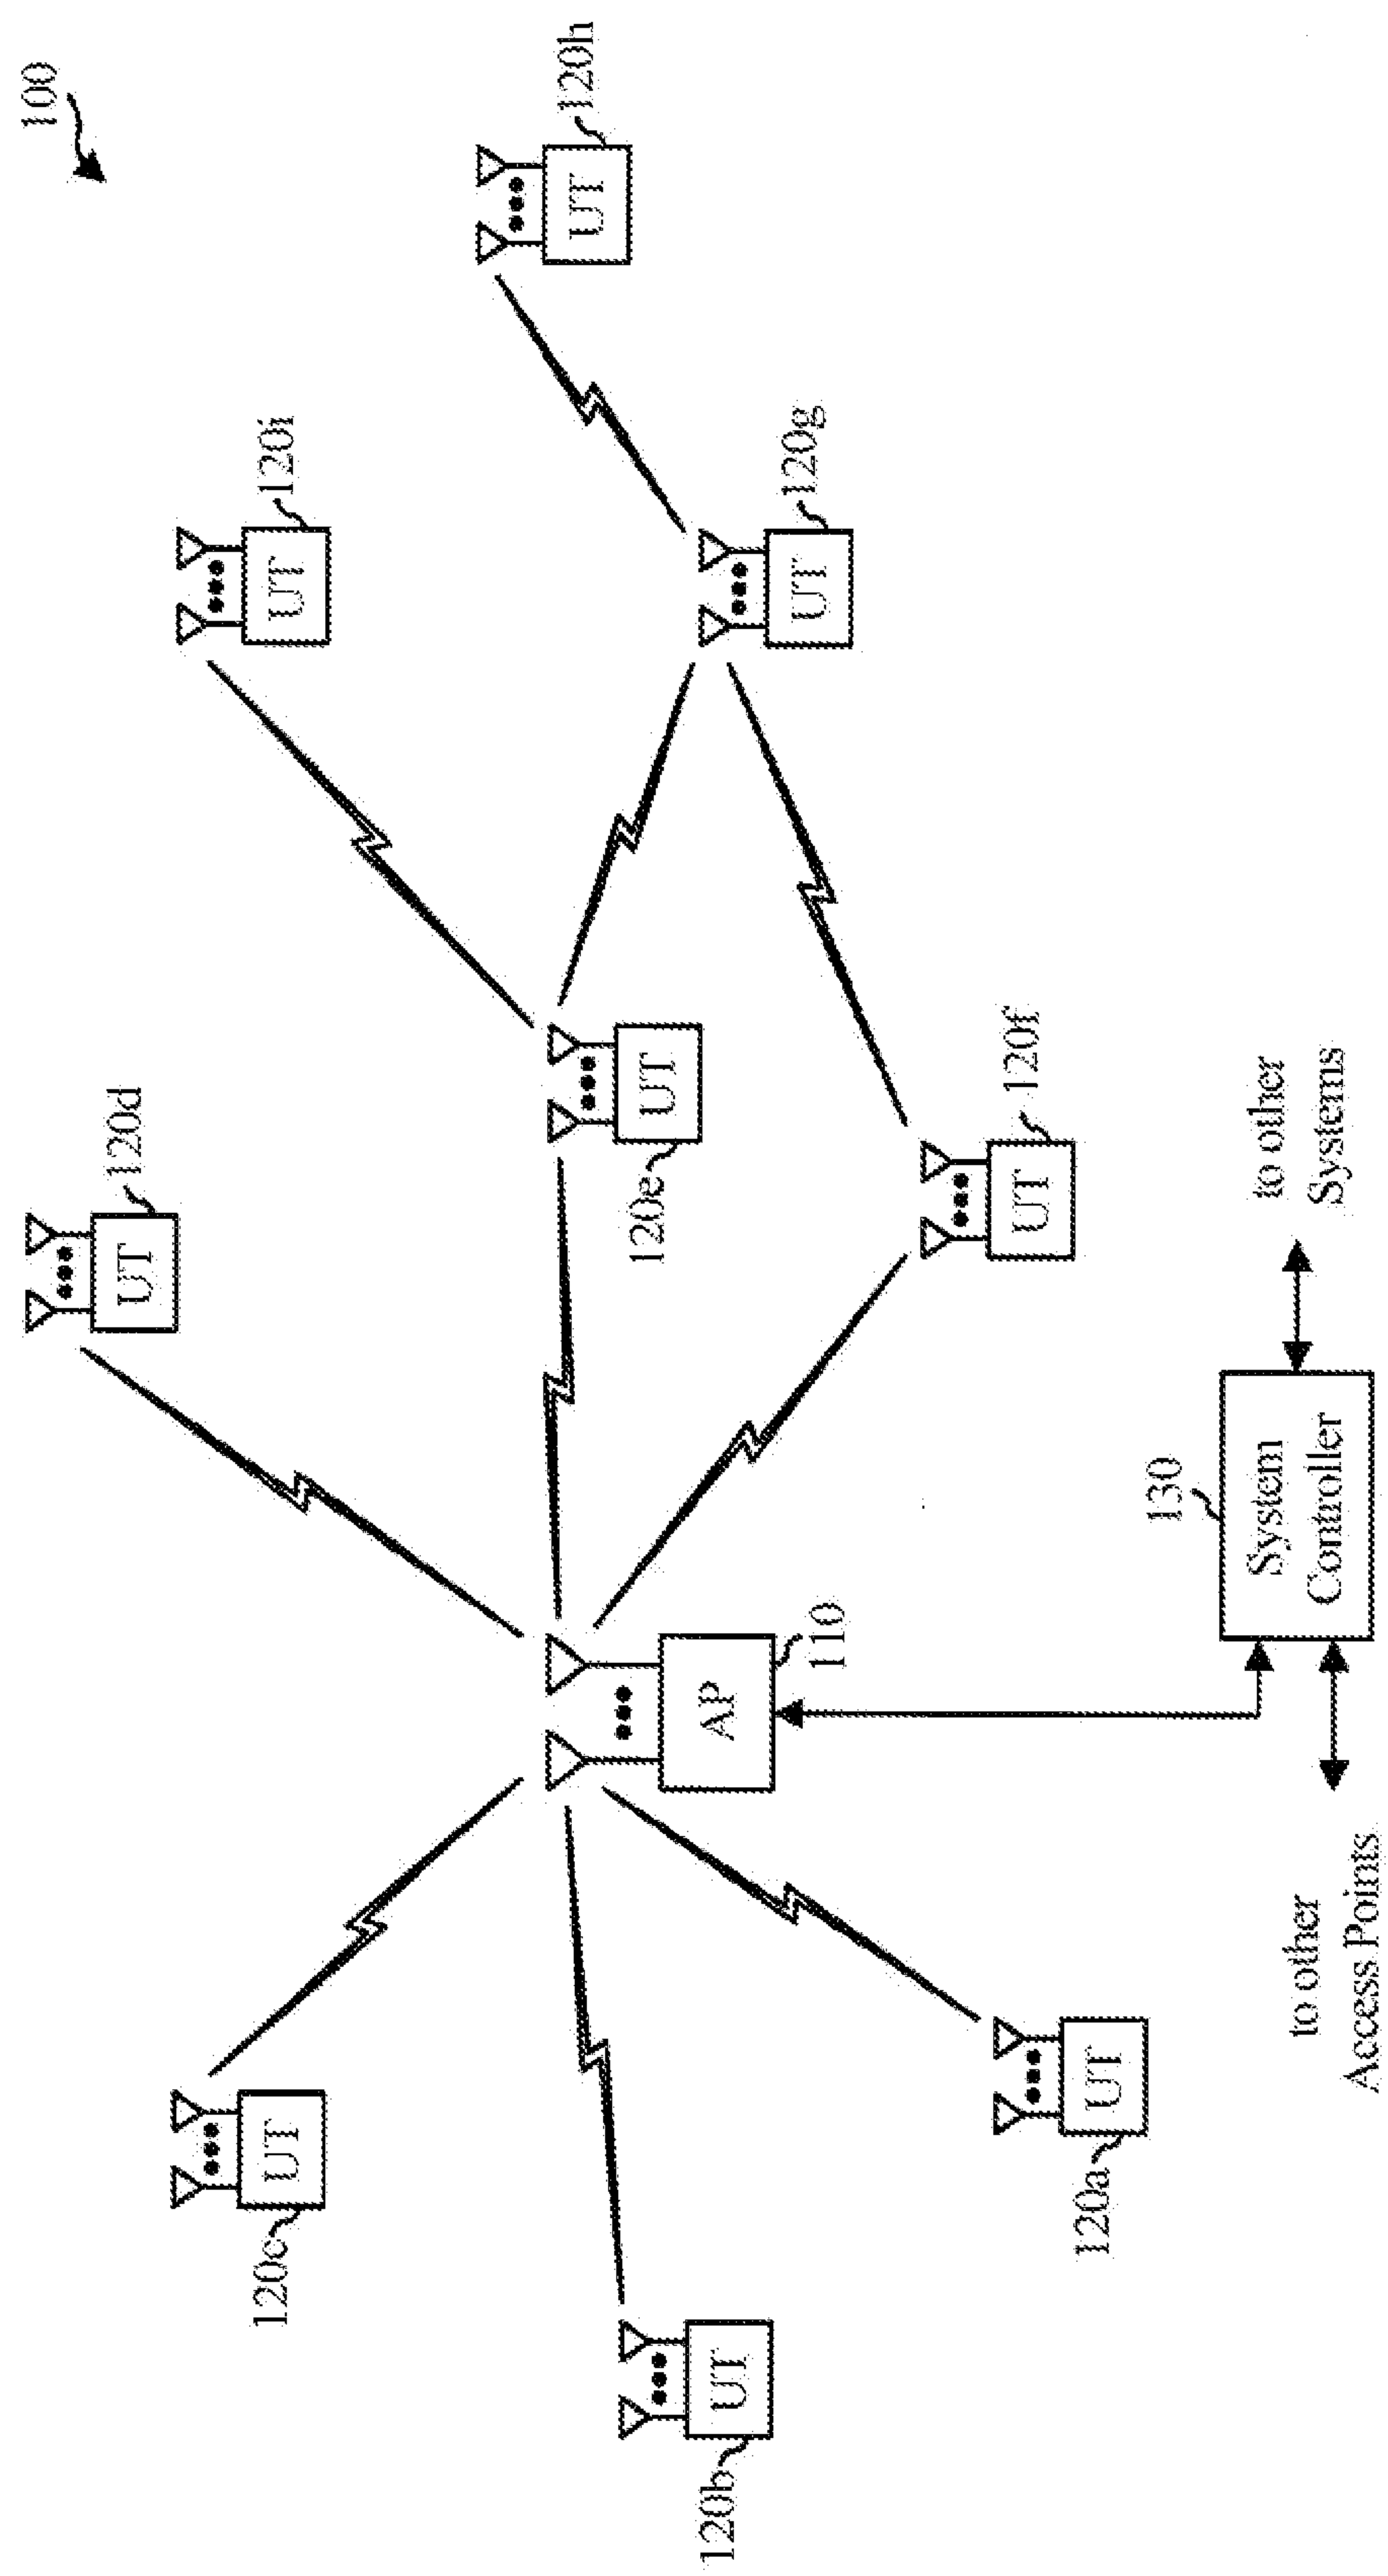 100
UT
120d
UT
120i
UT
120h
UT
120c
UT
120e
UT
120g
UT
120b
AP
110
UT
120f
UT
120a
130
System
Controller
to other
Systems
to other
Access Points